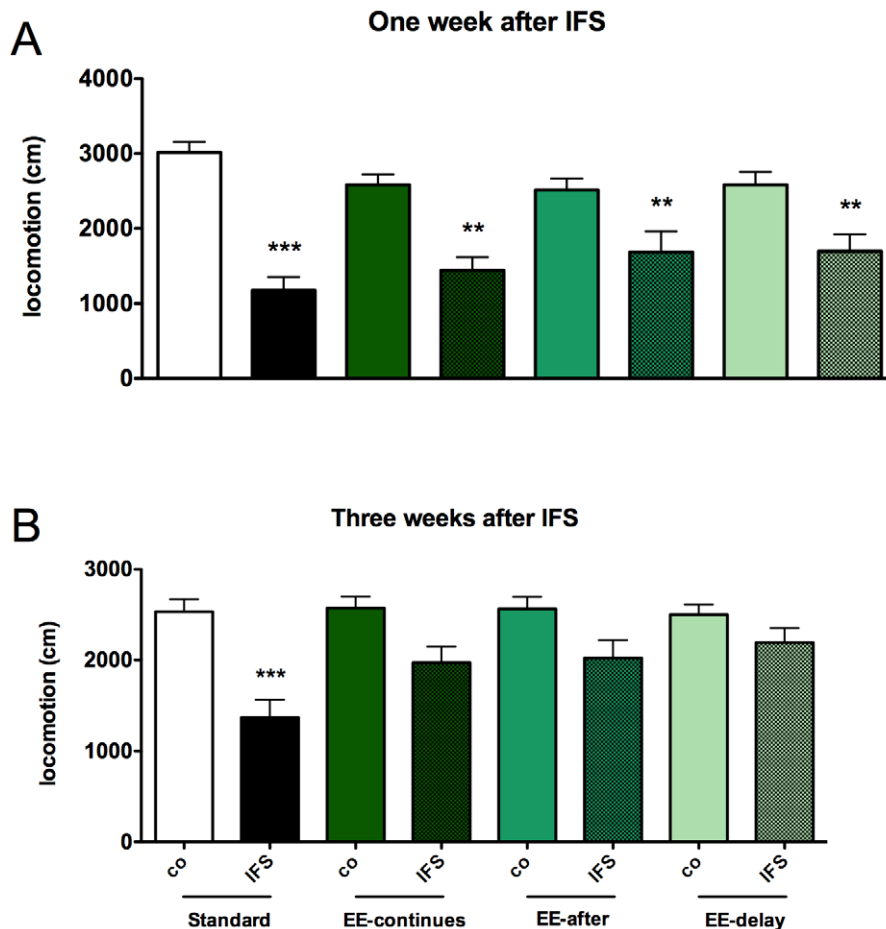 A
One week after IFS
locomotion (cm)
4000
3000
2000
1000
0
***
**
**
**
B
Three weeks after IFS
locomotion (cm)
3000
2000
1000
0
***
co
IFS
co
IFS
co
IFS
co
IFS
Standard
EE-continues
EE-after
EE-delay